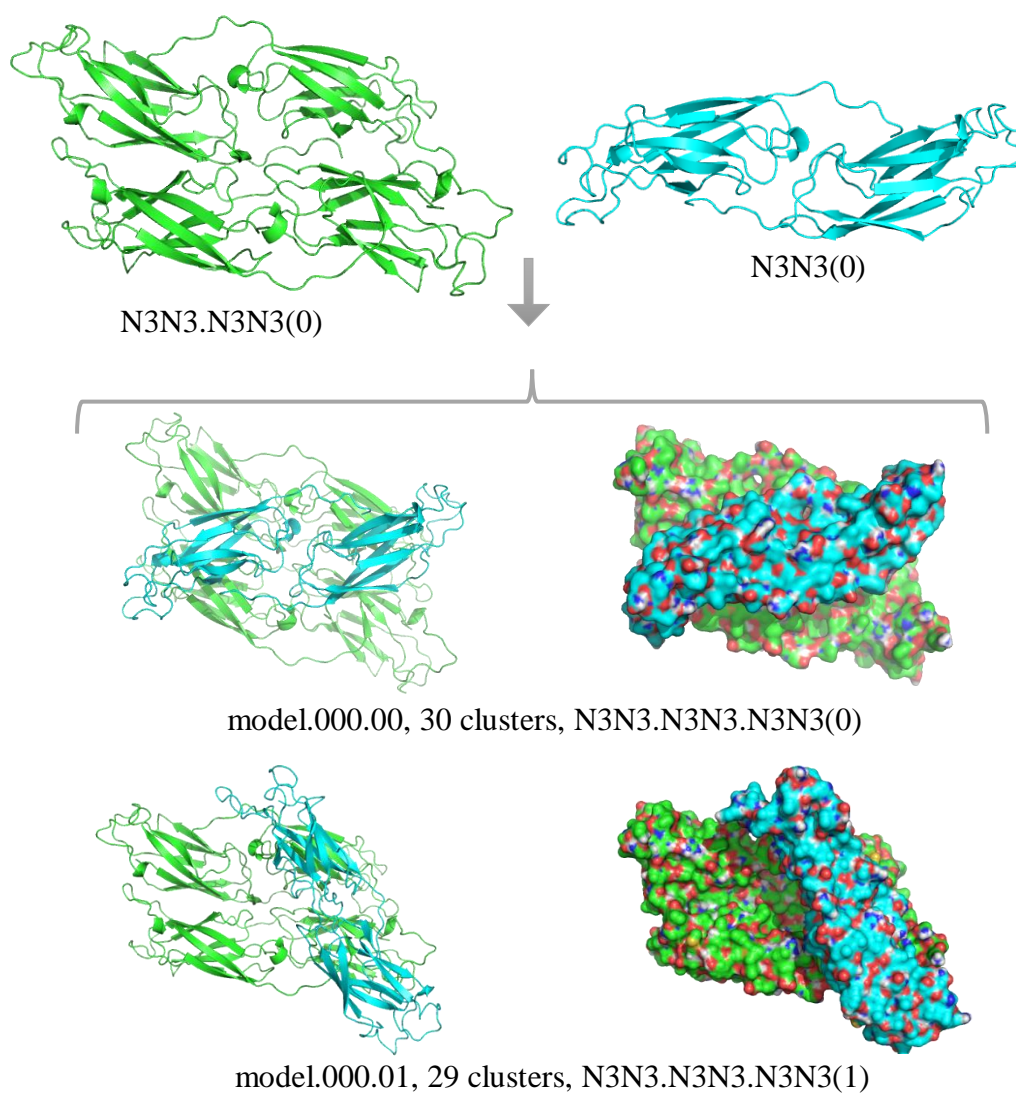 N3N3(0)
N3N3.N3N3(0)
model.000.00, 30 clusters, N3N3.N3N3.N3N3(0)
model.000.01, 29 clusters, N3N3.N3N3.N3N3(1)